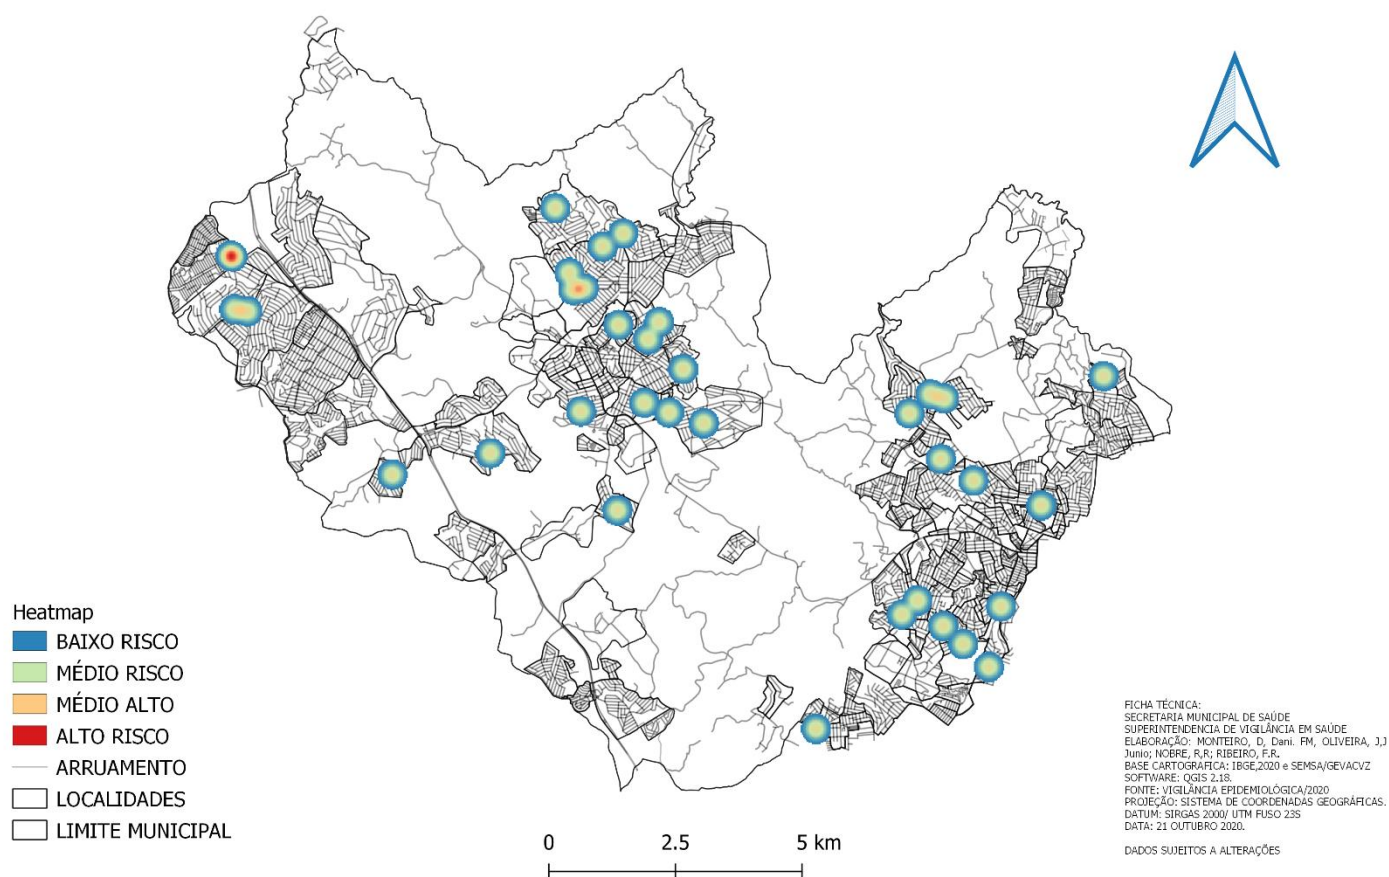 Heatmap
BAIXO RISCO
MÉDIO RISCO
MÉDIO ALTO
ALTO RISCO
ARRUAMENTO
LOCALIDADES
LIMITE MUNICIPAL
0 2.5 5 km
FICHA TÉCNICA:
SECRETARIA MUNICIPAL DE SAÚDE
SUPERINTENDENCIA DE VIGILÂNCIA EM SAÚDE
ELABORAÇÃO: MONTEIRO, D, Dani. FM, OLIVEIRA, J,J
Junio; NOBRE, R,R; RIBEIRO, F.R.
BASE CARTOGRAFICA: IBGE,2020 e SEMSA/GEVACVZ
SOFTWARE: QGIS 2.18.
FONTE: VIGILÂNCIA EPIDEMIOLÓGICA/2020
PROJEÇÃO: SISTEMA DE COORDENADAS GEOGRÁFICAS.
DATUM: SIRGAS 2000/ UTM FUSO 23S
DATA: 21 OUTUBRO 2020.
DADOS SUJEITOS A ALTERAÇÕES